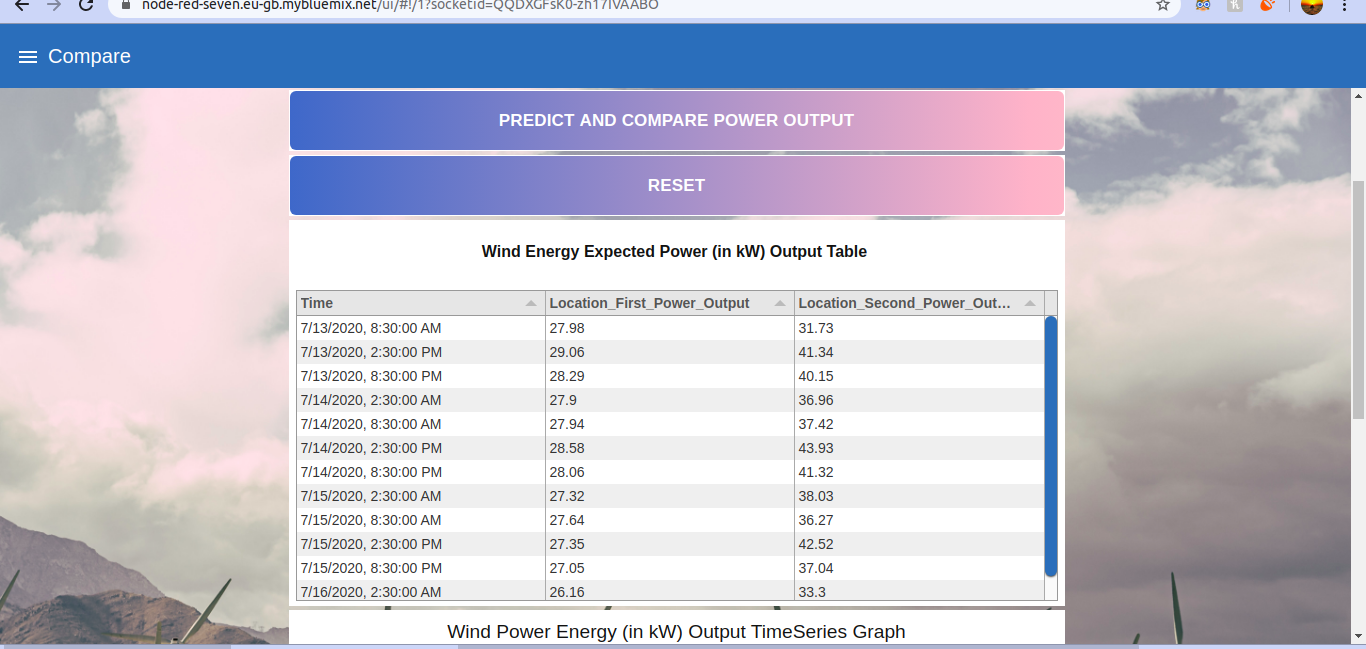 node-red-seven.eu-gb.mybluemix.net/ui/#!/1?socketid=QQDXGFsK0-zh17IVAABO
Compare
PREDICT AND COMPARE POWER OUTPUT
RESET
Wind Energy Expected Power (in kW) Output Table
Time Location_First_Power_Output Location_Second_Power_Out...
7/13/2020, 8:30:00 AM 27.98 31.73
7/13/2020, 2:30:00 PM 29.06 41.34
7/13/2020, 8:30:00 PM 28.29 40.15
7/14/2020, 2:30:00 AM 27.9 36.96
7/14/2020, 8:30:00 AM 27.94 37.42
7/14/2020, 2:30:00 PM 28.58 43.93
7/14/2020, 8:30:00 PM 28.06 41.32
7/15/2020, 2:30:00 AM 27.32 38.03
7/15/2020, 8:30:00 AM 27.64 36.27
7/15/2020, 2:30:00 PM 27.35 42.52
7/15/2020, 8:30:00 PM 27.05 37.04
7/16/2020, 2:30:00 AM 26.16 33.3
Wind Power Energy (in kW) Output TimeSeries Graph